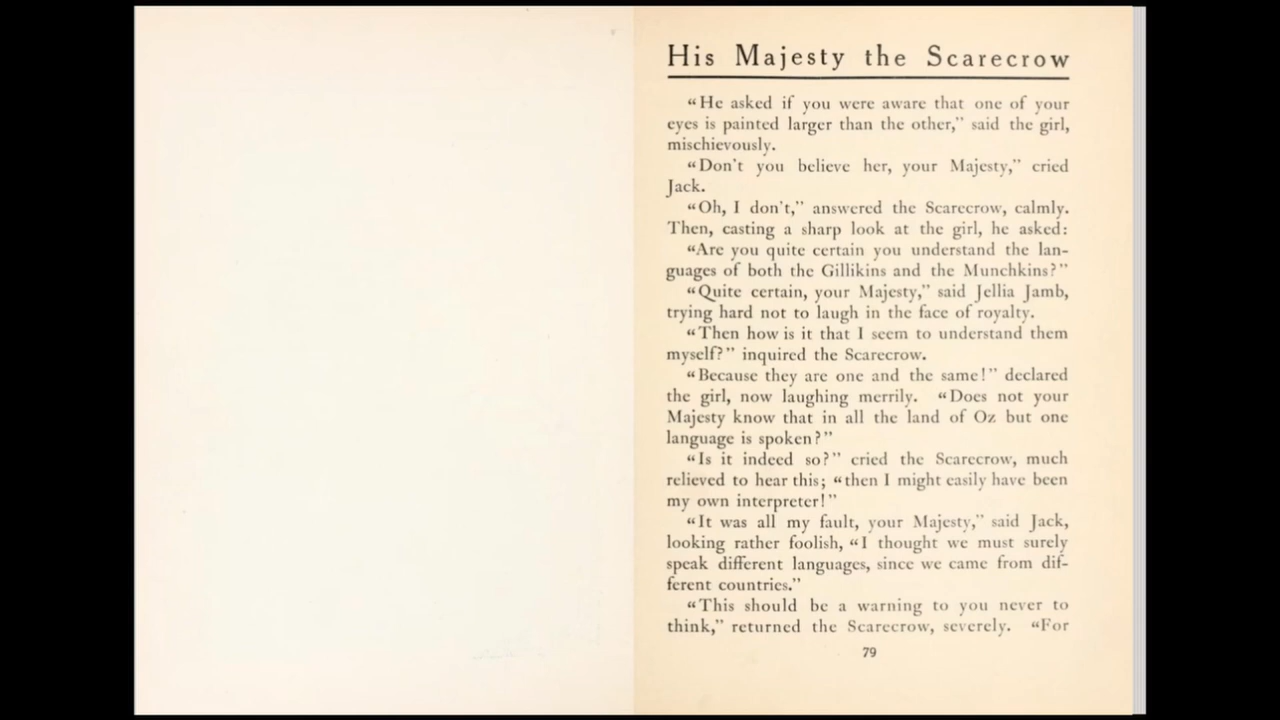 His Majesty the Scarecrow
“He asked if you were aware that one of your
eyes is painted larger than the other,” said the girl,
mischievously.
“Don't you believe her, your Majesty,” cried
Jack.
“Oh, I don't,” answered the Scarecrow, calmly.
Then, casting a sharp look at the girl, he asked:
“Are you quite certain you understand the lan-
guages of both the Gillikins and the Munchkins?”
“Quite certain, your Majesty,” said Jellia Jamb,
trying hard not to laugh in the face of royalty.
“Then how is it that I seem to understand them
myself?” inquired the Scarecrow.
“Because they are one and the same!” declared
the girl, now laughing merrily. “Does not your
Majesty know that in all the land of Oz but one
language is spoken?”
“Is it indeed so?” cried the Scarecrow, much
relieved to hear this; “then I might easily have been
my own interpreter!”
“It was all my fault, your Majesty,” said Jack,
looking rather foolish, “I thought we must surely
speak different languages, since we came from dif-
ferent countries.”
“This should be a warning to you never to
think,” returned the Scarecrow, severely. “For
79